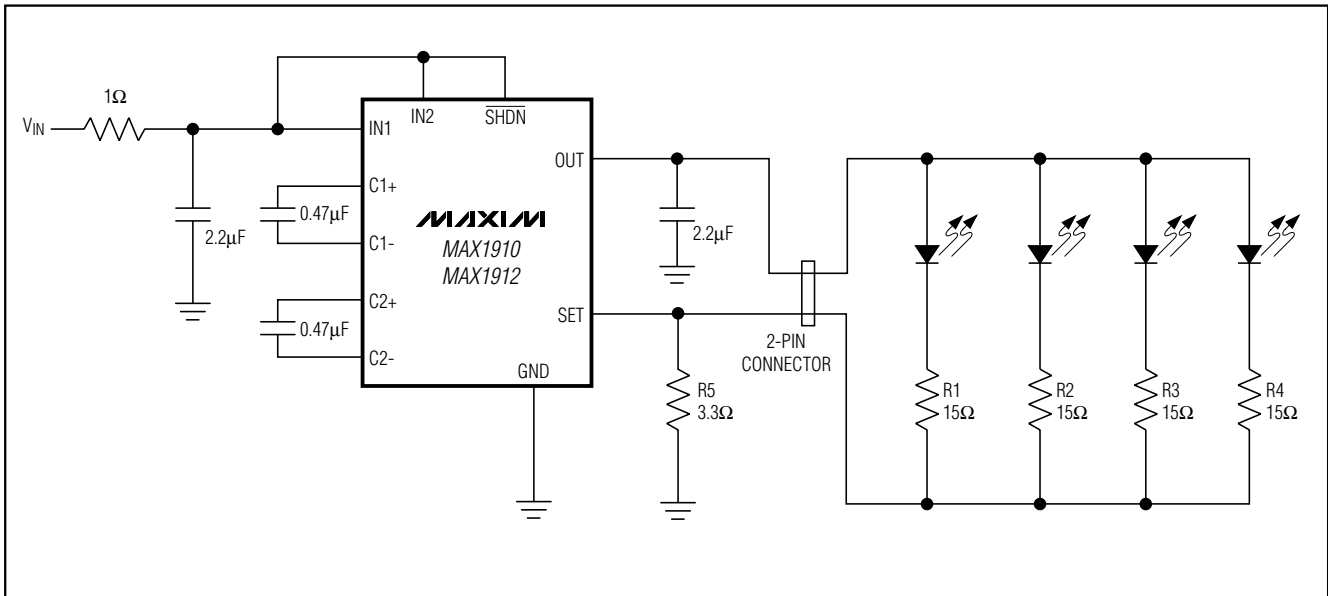 1Ω
V_IN
IN1
IN2
SHDN
OUT
C1+
0.47μF
C1-
MAXIM
MAX1910
MAX1912
2.2μF
2.2μF
C2+
0.47μF
C2-
SET
GND
2-PIN
CONNECTOR
R5
3.3Ω
R1
15Ω
R2
15Ω
R3
15Ω
R4
15Ω